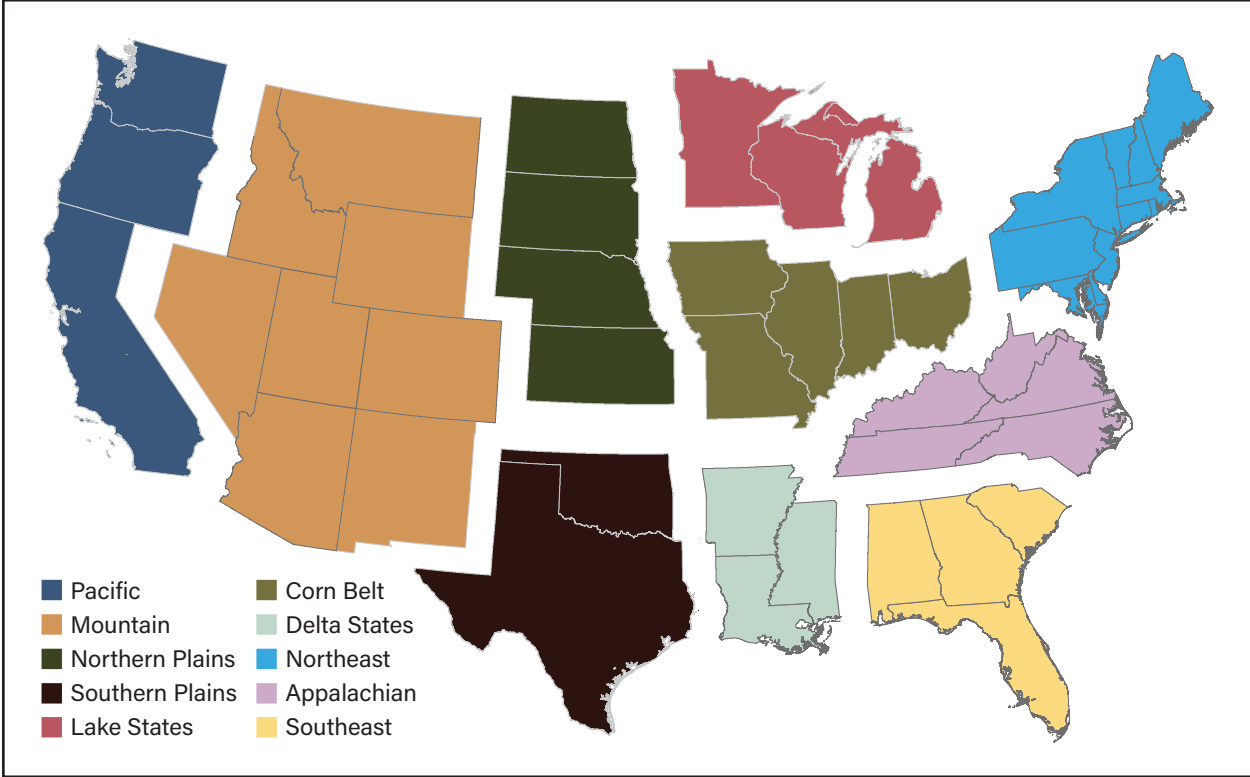 Pacific
Mountain
Northern Plains
Southern Plains
Lake States
Corn Belt
Delta States
Northeast
Appalachian
Southeast